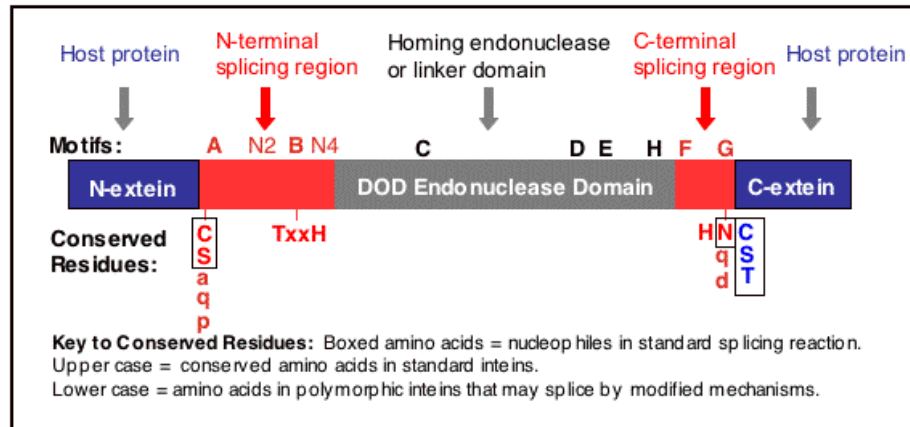 Host protein
N-terminal
splicing region
Homing endonuclease
or linker domain
C-terminal
splicing region
Host protein
Motifs: A N2 B N4 C D E H F G
N-extein DOD Endonuclease Domain C-extein
Conserved
Residues:
C
S
a
q
p
TxxH
H N C
q S
d T
Key to Conserved Residues: Boxed amino acids = nucleophiles in standard splicing reaction.
Upper case = conserved amino acids in standard inteins.
Lower case = amino acids in polymorphic inteins that may splice by modified mechanisms.